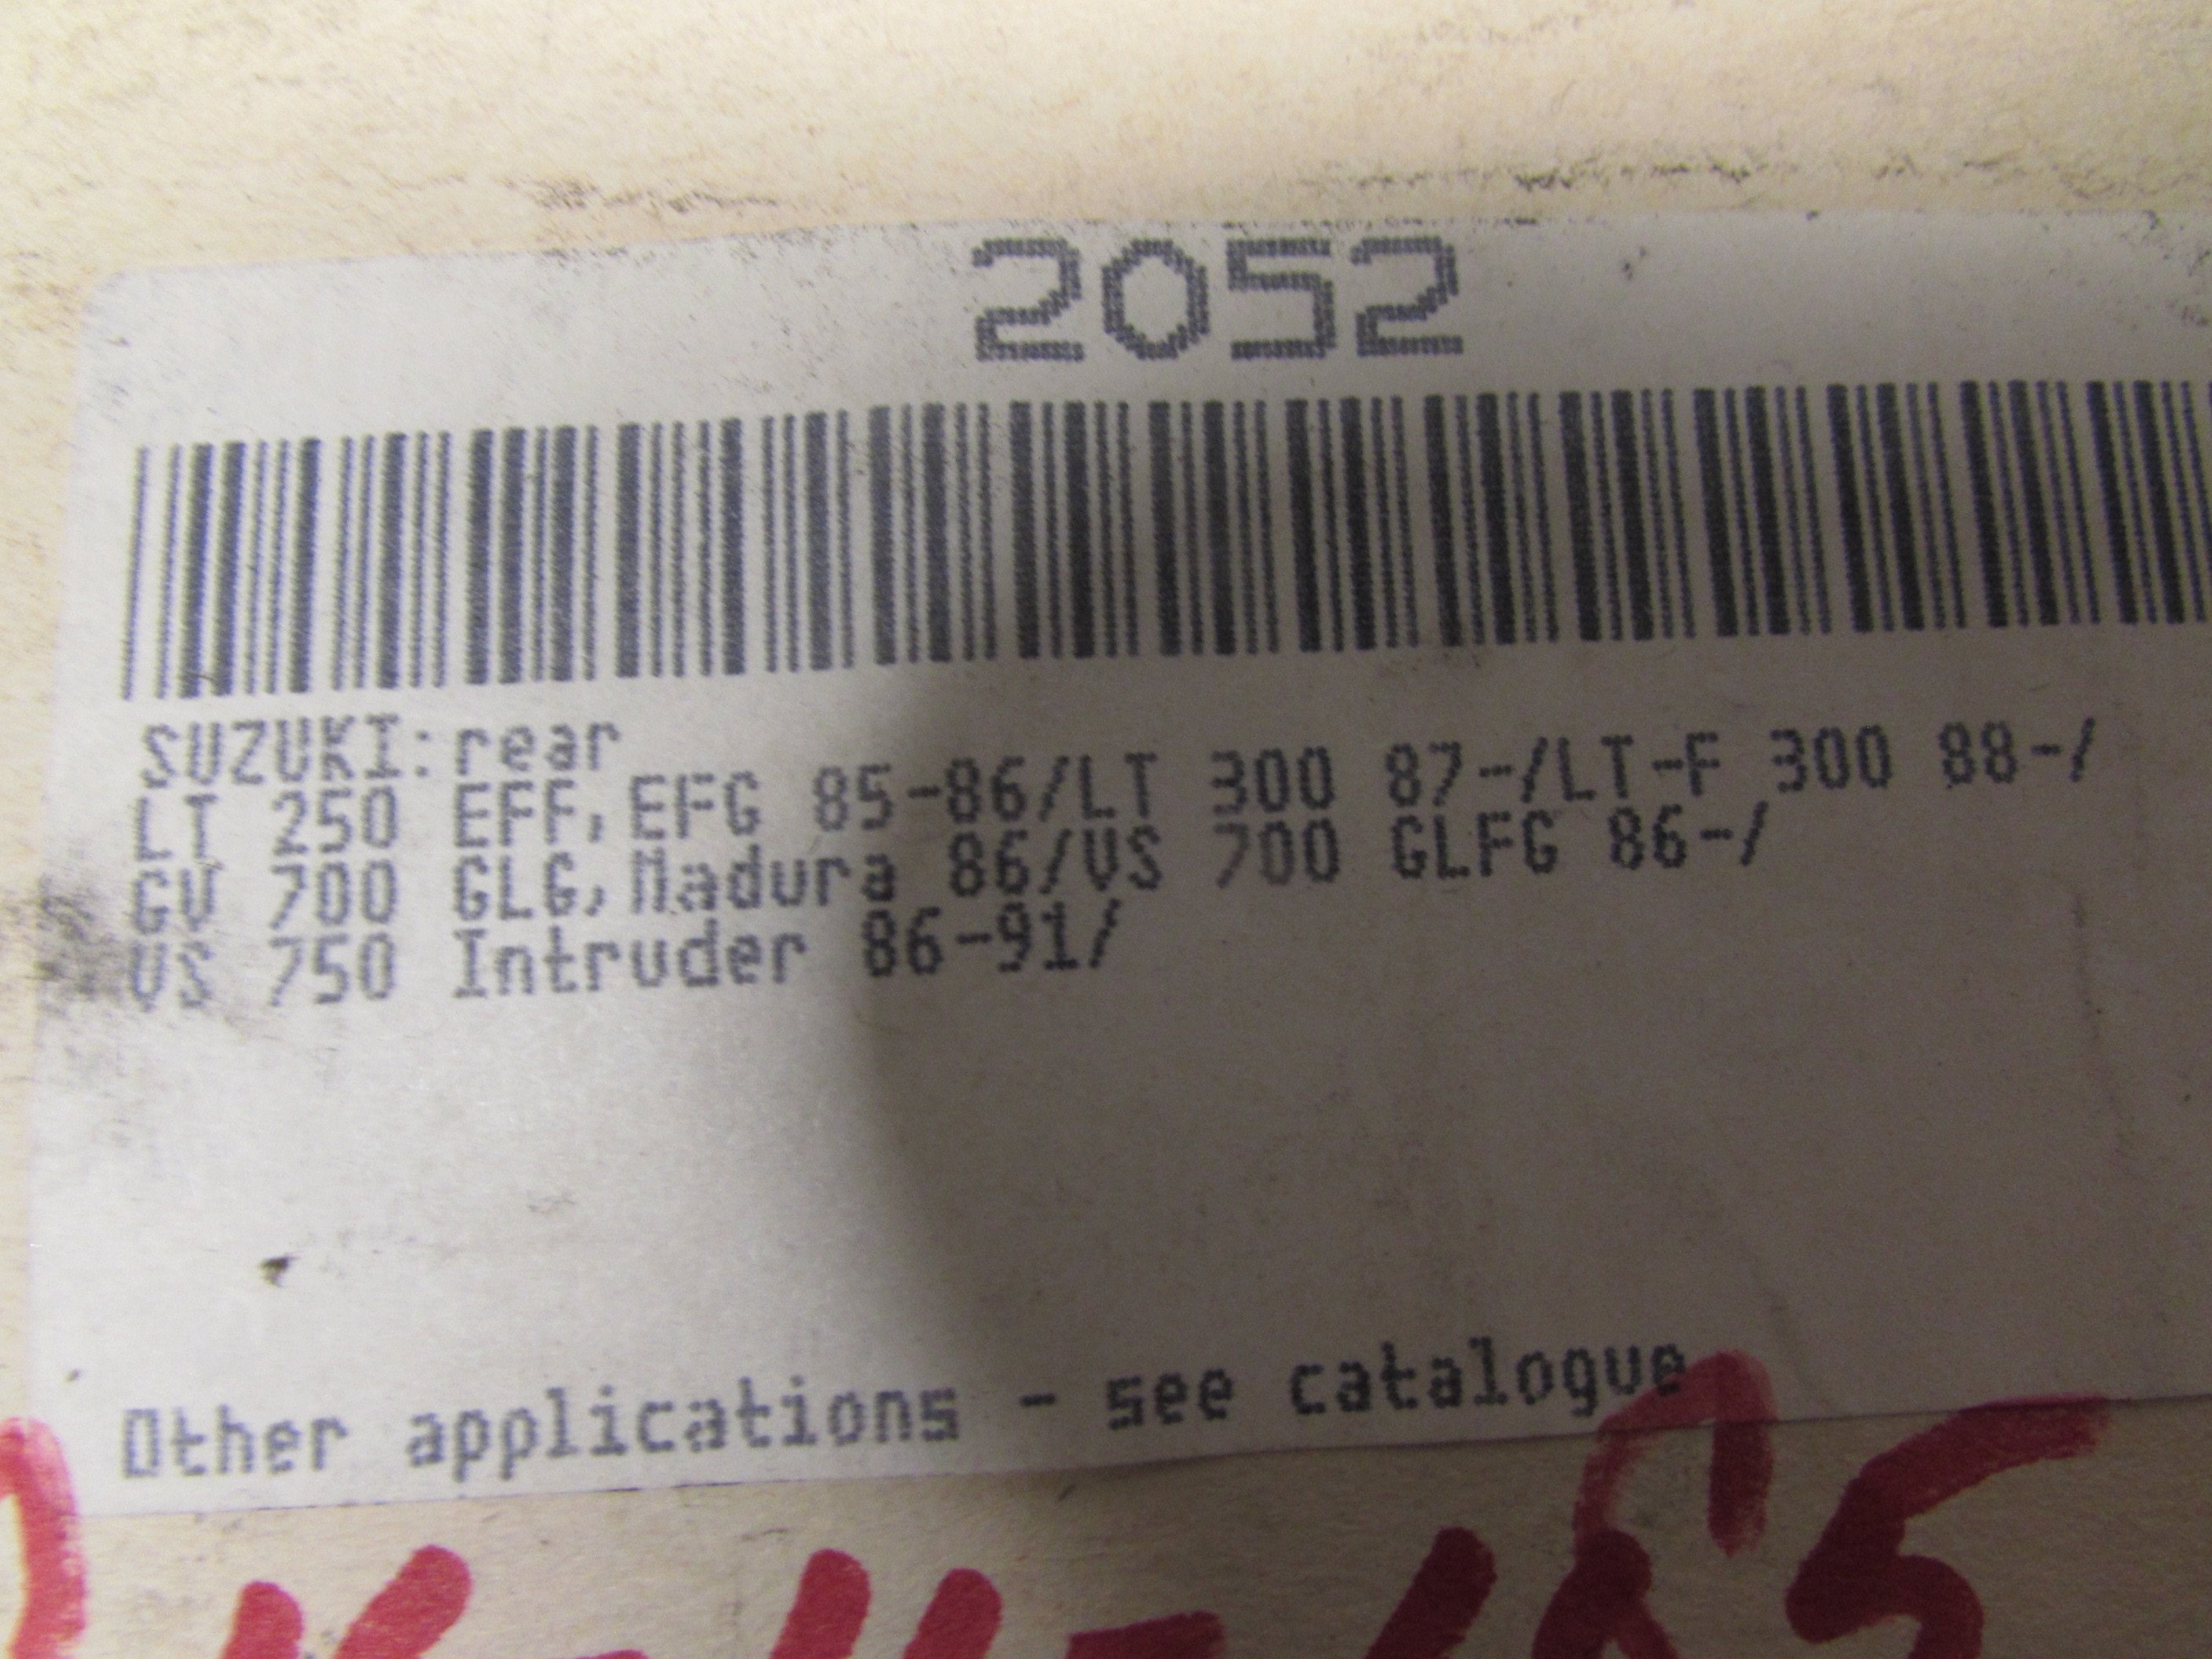 2052
SUZUKI:rear
LT 250 EFF,EFG 85-86/LT 300 87-/LT-F 300 88-/
GV 700 GLG,Madura 86/VS 700 GLFG 86-/
VS 750 Intruder 86-91/
Other applications - see catalogue